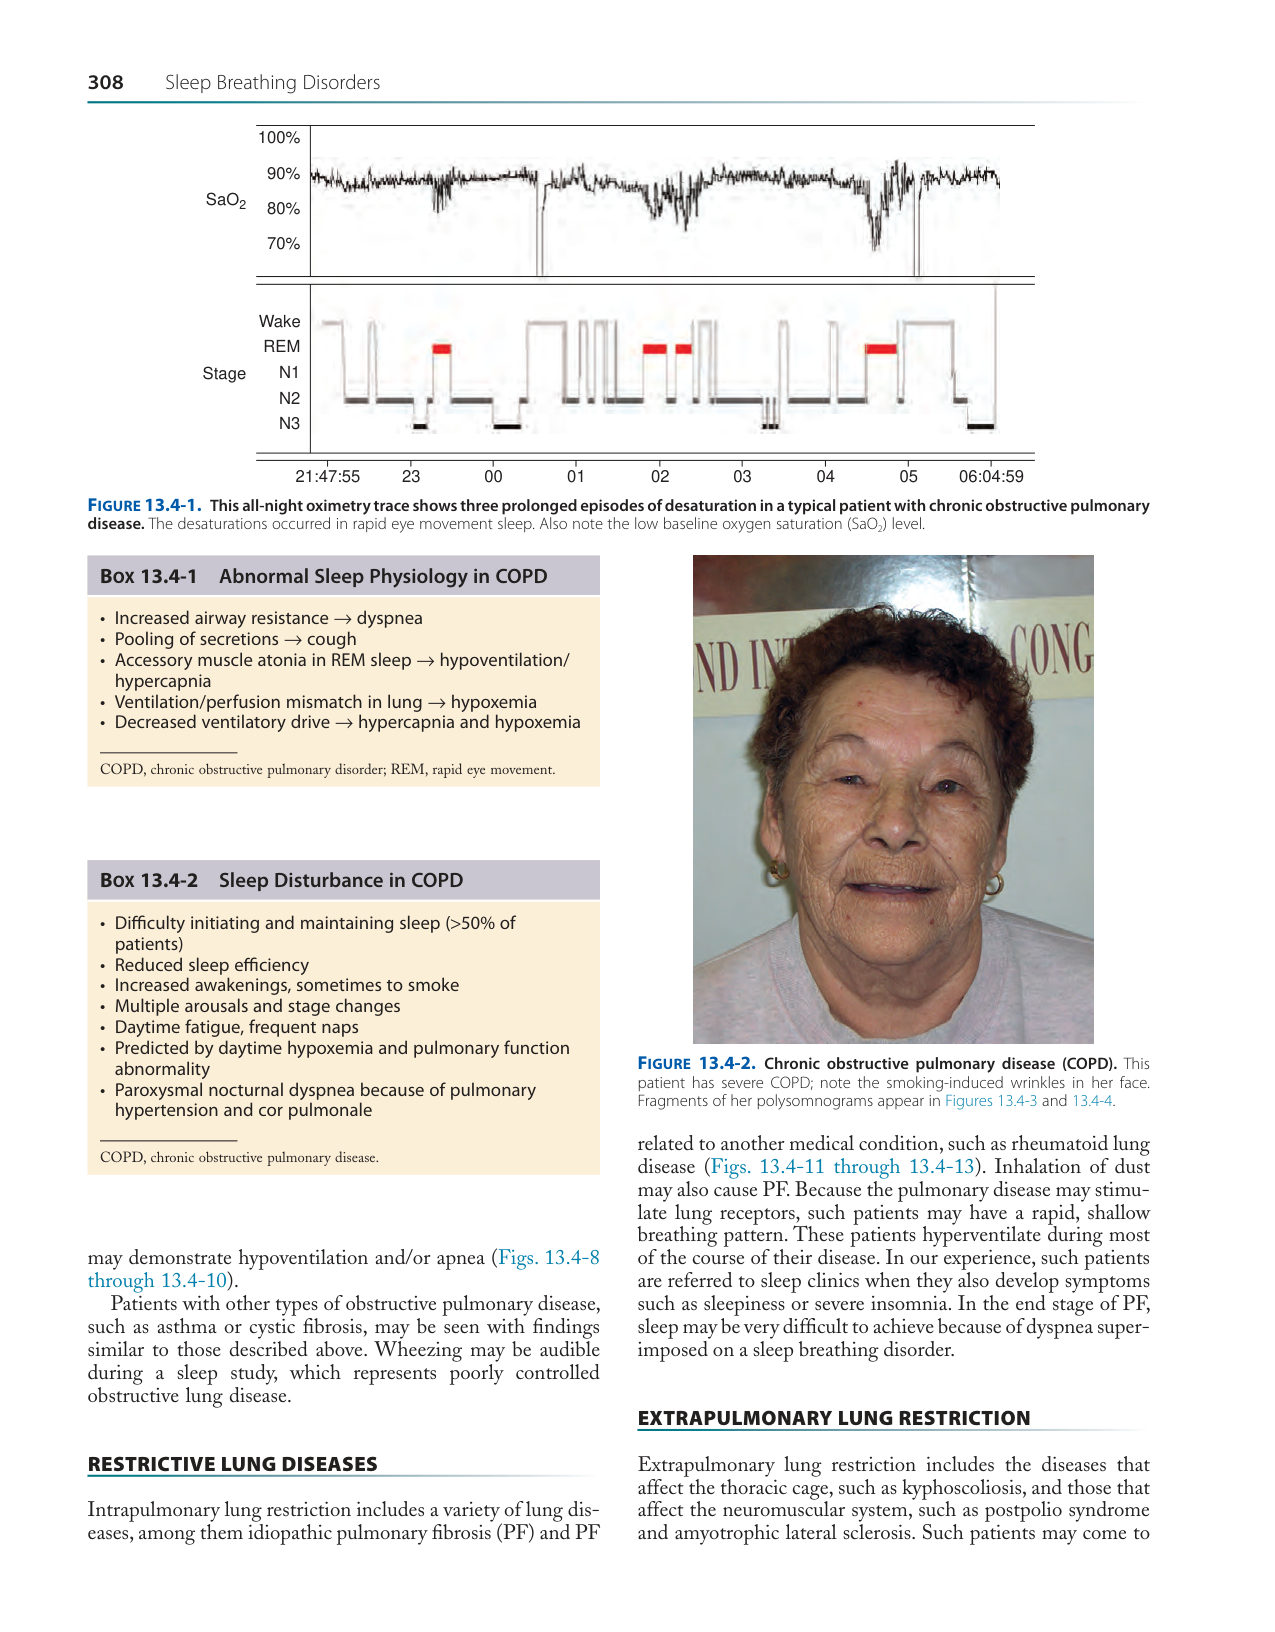 308 Sleep Breathing Disorders
100%
90%
SaO2
80%
70%
Wake
REM
Stage N1
N2
N3
21:47:55 23 00 01 02 03 04 05 06:04:59
FIGURE 13.4-1. This all-night oximetry trace shows three prolonged episodes of desaturation in a typical patient with chronic obstructive pulmonary
disease. The desaturations occurred in rapid eye movement sleep. Also note the low baseline oxygen saturation (SaO2) level.
BOX 13.4-1 Abnormal Sleep Physiology in COPD
• Increased airway resistance → dyspnea
• Pooling of secretions → cough
• Accessory muscle atonia in REM sleep → hypoventilation/
hypercapnia
• Ventilation/perfusion mismatch in lung → hypoxemia
• Decreased ventilatory drive → hypercapnia and hypoxemia
COPD, chronic obstructive pulmonary disorder; REM, rapid eye movement.
BOX 13.4-2 Sleep Disturbance in COPD
• Difficulty initiating and maintaining sleep (>50% of
patients)
• Reduced sleep efficiency
• Increased awakenings, sometimes to smoke
• Multiple arousals and stage changes
• Daytime fatigue, frequent naps
• Predicted by daytime hypoxemia and pulmonary function
abnormality
• Paroxysmal nocturnal dyspnea because of pulmonary
hypertension and cor pulmonale
COPD, chronic obstructive pulmonary disease.
may demonstrate hypoventilation and/or apnea (Figs. 13.4-8
through 13.4-10).
Patients with other types of obstructive pulmonary disease,
such as asthma or cystic fibrosis, may be seen with findings
similar to those described above. Wheezing may be audible
during a sleep study, which represents poorly controlled
obstructive lung disease.
RESTRICTIVE LUNG DISEASES
Intrapulmonary lung restriction includes a variety of lung dis-
eases, among them idiopathic pulmonary fibrosis (PF) and PF
ND IN CONG
FIGURE 13.4-2. Chronic obstructive pulmonary disease (COPD). This
patient has severe COPD; note the smoking-induced wrinkles in her face.
Fragments of her polysomnograms appear in Figures 13.4-3 and 13.4-4.
related to another medical condition, such as rheumatoid lung
disease (Figs. 13.4-11 through 13.4-13). Inhalation of dust
may also cause PF. Because the pulmonary disease may stimu-
late lung receptors, such patients may have a rapid, shallow
breathing pattern. These patients hyperventilate during most
of the course of their disease. In our experience, such patients
are referred to sleep clinics when they also develop symptoms
such as sleepiness or severe insomnia. In the end stage of PF,
sleep may be very difficult to achieve because of dyspnea super-
imposed on a sleep breathing disorder.
EXTRAPULMONARY LUNG RESTRICTION
Extrapulmonary lung restriction includes the diseases that
affect the thoracic cage, such as kyphoscoliosis, and those that
affect the neuromuscular system, such as postpolio syndrome
and amyotrophic lateral sclerosis. Such patients may come to